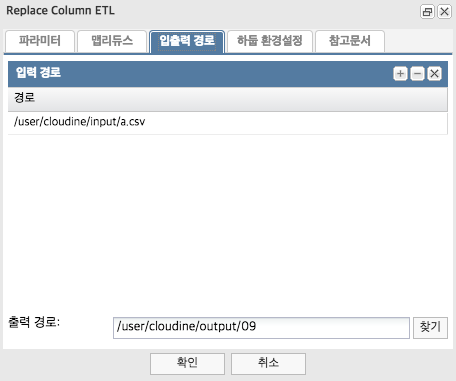 Replace Column ETL
파라미터 맵리듀스 입출력 경로 하둡 환경설정 참고문서
입력 경로
경로
/user/cloudine/input/a.csv
출력 경로: /user/cloudine/output/09 찾기
확인 취소